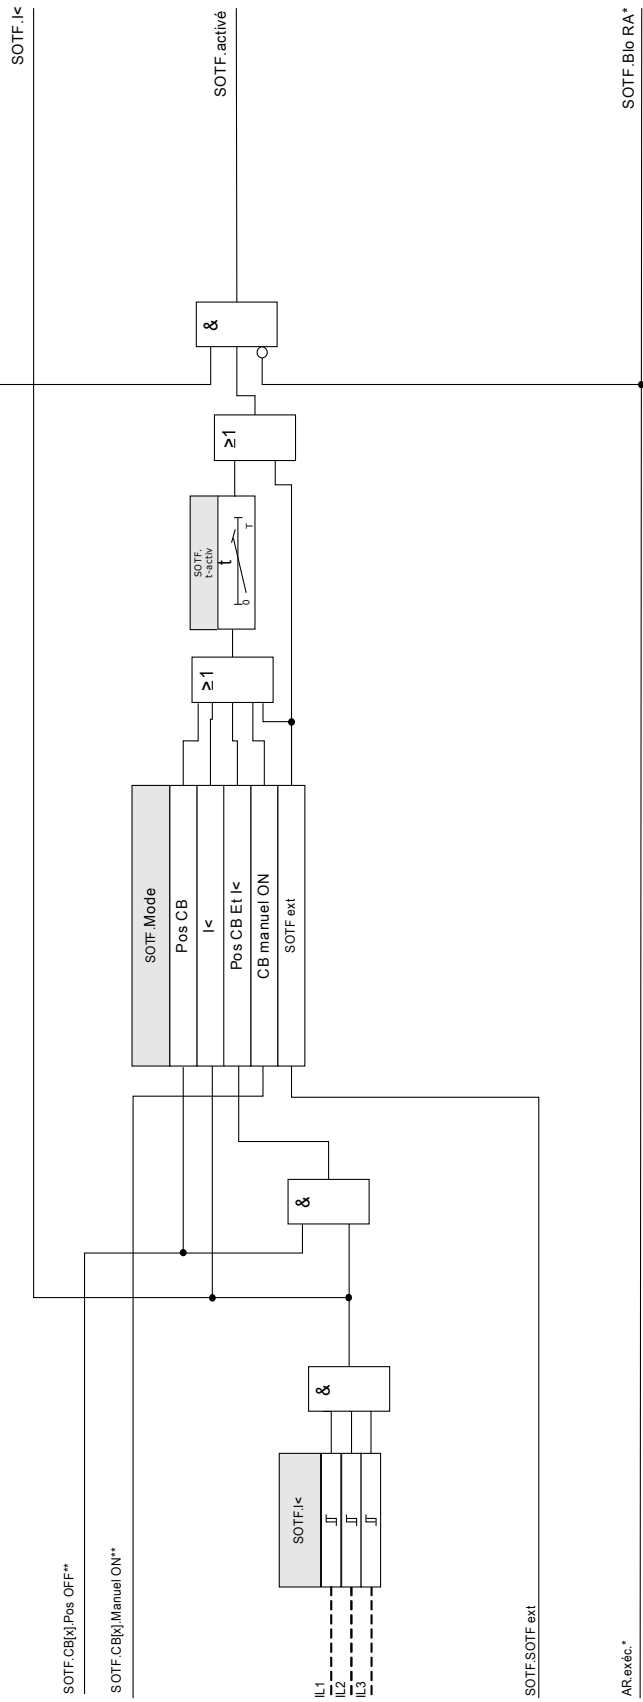 SOTF.CB[x].Pos OFF**
SOTF.CB[x].Manuel ON**
IL1
IL2
IL3
SOTF.SOTF ext
AR.exéc.*
SOTF.I<
&
&
SOTF.Mode
Pos CB
I<
Pos CB Et I<
CB manuel ON
SOTF ext
≥1
SOTF.
t-activ
t
0
T
≥1
&
SOTF.I<
SOTF.activé
SOTF.Blo RA*